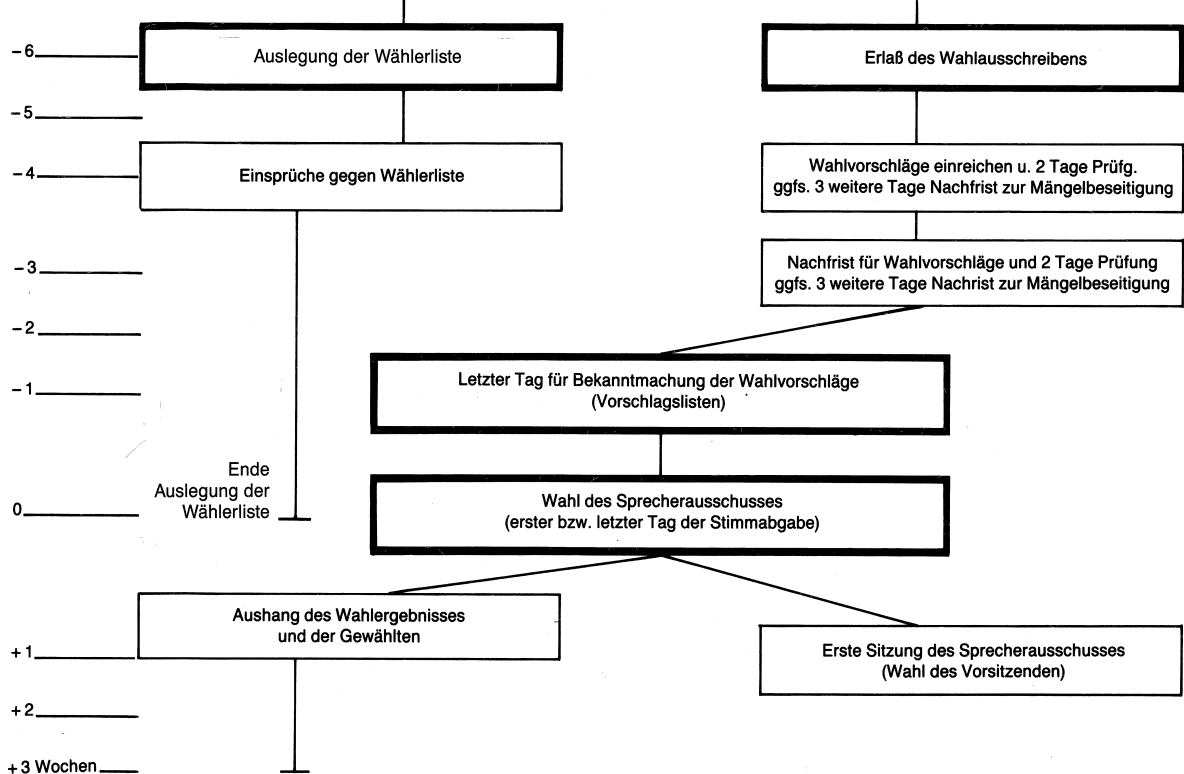 -6
Auslegung der Wählerliste
Erlaß des Wahlausschreibens
-5
-4
Einsprüche gegen Wählerliste
Wahlvorschläge einreichen u. 2 Tage Prüfg.
ggfs. 3 weitere Tage Nachfrist zur Mängelbeseitigung
-3
Nachfrist für Wahlvorschläge und 2 Tage Prüfung
ggfs. 3 weitere Tage Nachrist zur Mängelbeseitigung
-2
-1
Letzter Tag für Bekanntmachung der Wahlvorschläge
(Vorschlagslisten)
Ende
Auslegung der
Wählerliste
0
Wahl des Sprecherausschusses
(erster bzw. letzter Tag der Stimmabgabe)
Aushang des Wahlergebnisses
und der Gewählten
+1
Erste Sitzung des Sprecherausschusses
(Wahl des Vorsitzenden)
+2
+3 Wochen